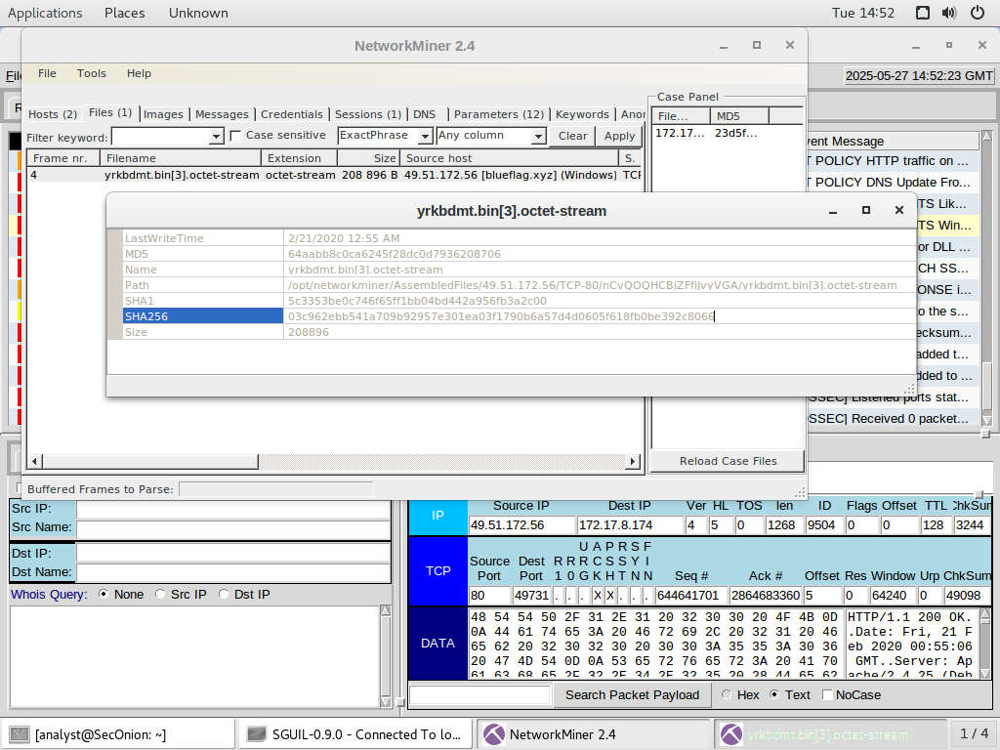 Applications Places Unknown Tue 14:52
NetworkMiner 2.4
File Tools Help
2025-05-27 14:52:23 GMT
Hosts (2) Files (1) Images Messages Credentials Sessions (1) DNS Parameters (12) Keywords
Filter keyword: Case sensitive ExactPhrase Any column Clear Apply
Frame nr. Filename Extension Size Source host S.
4 yrkbdmt.bin[3].octet-stream octet-stream 208 896 B 49.51.172.56 [blueflag.xyz] (Windows) TCP
Case Panel
File... MD5
172.17... 23d5f...
Reload Case Files
Buffered Frames to Parse:
yrkbdmt.bin[3].octet-stream
LastWriteTime 2/21/2020 12:55 AM
MD5 64aabb8c0ca6245f28dc0d7936208706
Name yrkbdmt.bin[3].octet-stream
Path
SHA1 5c3353be0c746f65ff1bb04bd442a956fb3a2c00
SHA256 03c962ebb541a709b92957e301ea03f1790b6a57d4d0605f618fb0be392c8066
Size 208896
vent Message
T POLICY HTTP traffic on ...
T POLICY DNS Update Fro...
TS Lik...
TS Win...
or DLL ...
CH SS...
ONSE i...
to the s...
ecksum...
added t...
dded to ...
SSEC] Listened ports stat...
SSEC] Received 0 packet...
Src IP:
Src Name:
Dst IP:
Dst Name:
Whois Query: None Src IP Dst IP
IP
Source IP Dest IP Ver HL TOS len ID Flags Offset TTL ChkSum
49.51.172.56 172.17.8.174 4 5 0 1268 9504 0 0 128 3244
TCP
U A P R S F
R R R C S S Y I
Source Port Dest Port R 1 R 0 URG ACK PSH RST SYN FIN Seq # Ack # Offset Res Window Urp ChkSum
80 49731 . . . X X . . . 644641701 2864683360 5 0 64240 0 49098
DATA
48 54 54 50 2F 31 2E 31 20 32 30 30 20 4F 4B 0D HTTP/1.1 200 OK.
0A 44 61 74 65 3A 20 46 72 69 2C 20 32 31 20 46 .Date: Fri, 21 F
65 62 20 32 30 32 30 20 30 30 3A 35 35 3A 30 36 eb 2020 00:55:06
20 47 4D 54 0D 0A 53 65 72 76 65 72 3A 20 41 70 GMT..Server: Ap
61 63 68 65 2F 32 2E 34 2E 32 35 20 28 44 65 62 ache/2.4.25 (Deb
Search Packet Payload Hex Text NoCase
[analyst@SecOnion: ~] SGUIL-0.9.0 - Connected To lo... NetworkMiner 2.4 yrkbdmt.bin[3].octet-stream 1 / 4